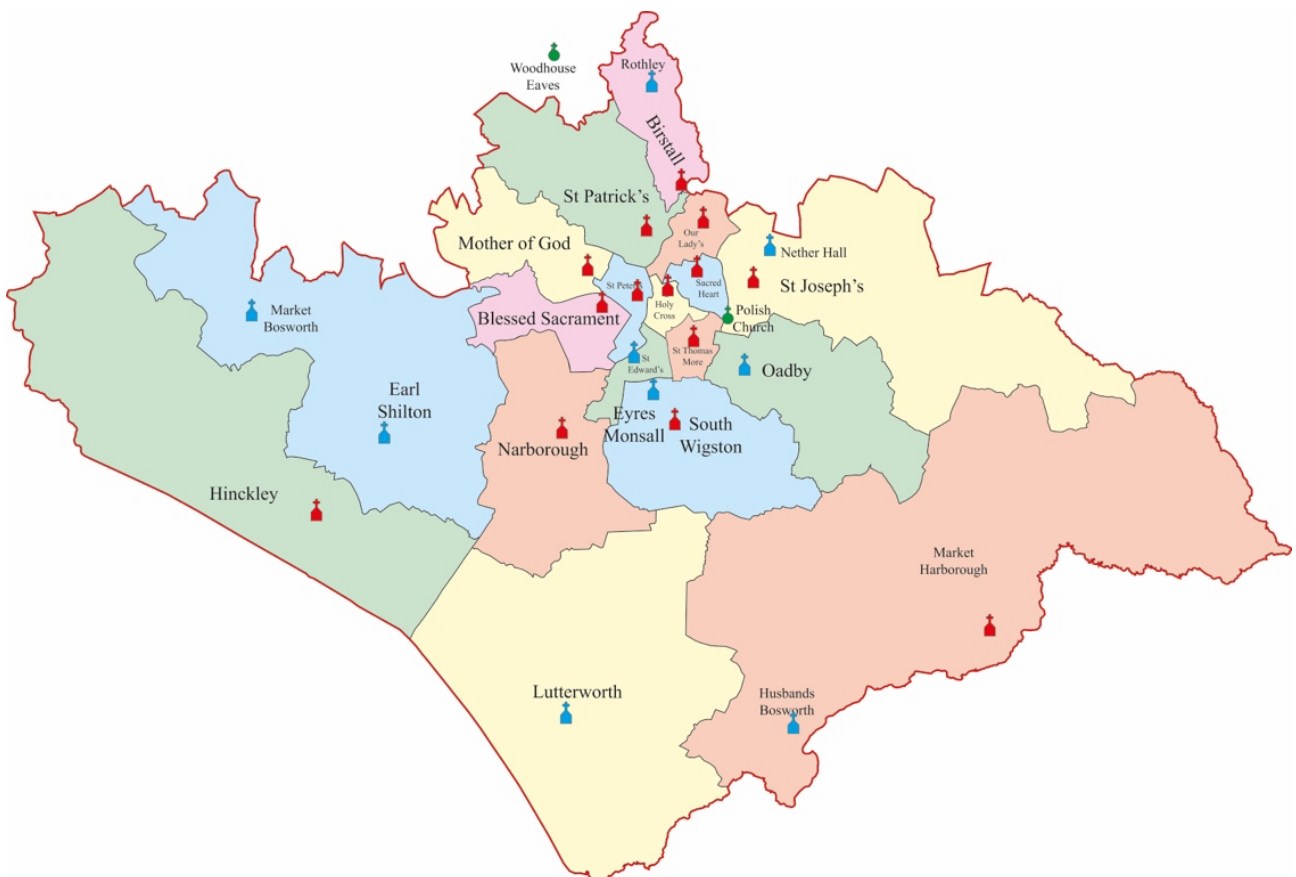 Rothley
Woodhouse
Eaves
Birstall
St Patrick's
Our
Lady's
Mother of God
Nether Hall
St Joseph's
St Peter's
Sacred
Heart
Holy
Cross
Market
Bosworth
Blessed Sacrament
Polish
Church
St Thomas
More
St
Edward's
Oadby
Earl
Shilton
Eyres
Monsall
South
Wigston
Narborough
Hinckley
Market
Harborough
Lutterworth
Husbands
Bosworth